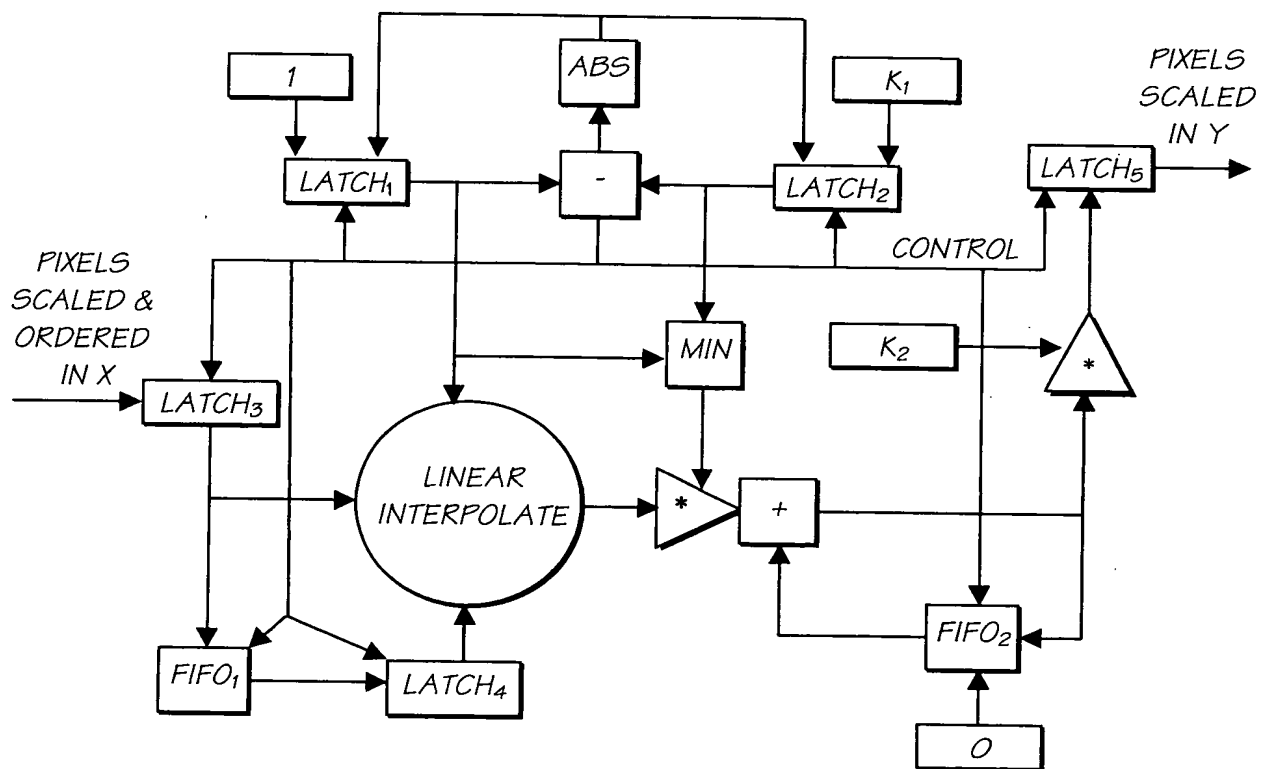 ABS
1
K₁
PIXELS
SCALED
IN Y
LATCH₁
-
LATCH₂
LATCH₅
CONTROL
PIXELS
SCALED &
ORDERED
IN X
MIN
K₂
*
LATCH₃
LINEAR
INTERPOLATE
*
+
FIFO₁
LATCH₄
FIFO₂
0